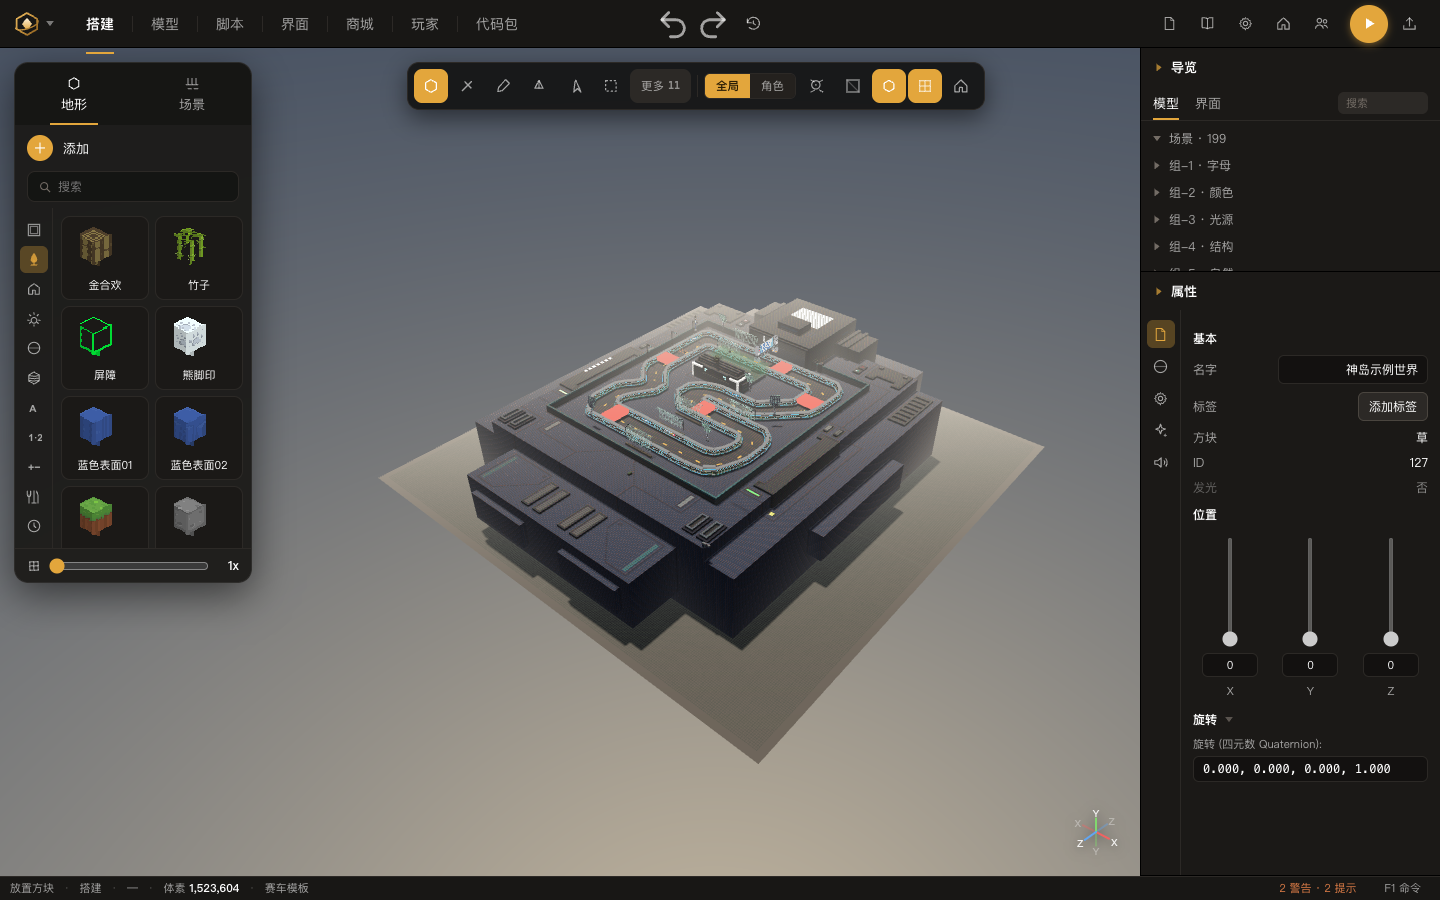 搭建 模型 脚本 界面 商城 玩家 代码包
地形 场景
添加
搜索
金合欢 竹子
屏障 熊脚印
蓝色表面01 蓝色表面02
A
1·2
1x
更多 11 全局 角色
导览
模型 界面 搜索
场景 · 199
组-1 · 字母
组-2 · 颜色
组-3 · 光源
组-4 · 结构
属性
基本
名字 神岛示例世界
标签 添加标签
方块 草
ID 127
发光 否
位置
0 0 0
X Y Z
旋转
旋转 (四元数 Quaternion):
0.000, 0.000, 0.000, 1.000
Y
X Z
Z X
Y
放置方块 · 搭建 · — · 体素 1,523,604 · 赛车模板
2 警告 · 2 提示 F1 命令